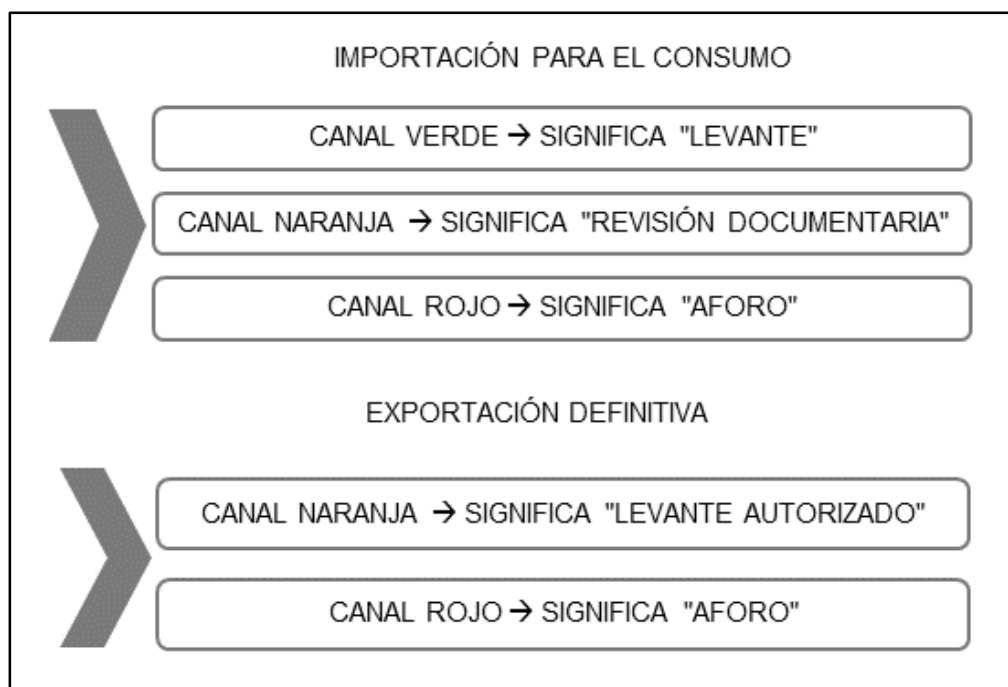 IMPORTACIÓN PARA EL CONSUMO
CANAL VERDE → SIGNIFICA "LEVANTE"
CANAL NARANJA → SIGNIFICA "REVISIÓN DOCUMENTARIA"
CANAL ROJO → SIGNIFICA "AFORO"
EXPORTACIÓN DEFINITIVA
CANAL NARANJA → SIGNIFICA "LEVANTE AUTORIZADO"
CANAL ROJO → SIGNIFICA "AFORO"